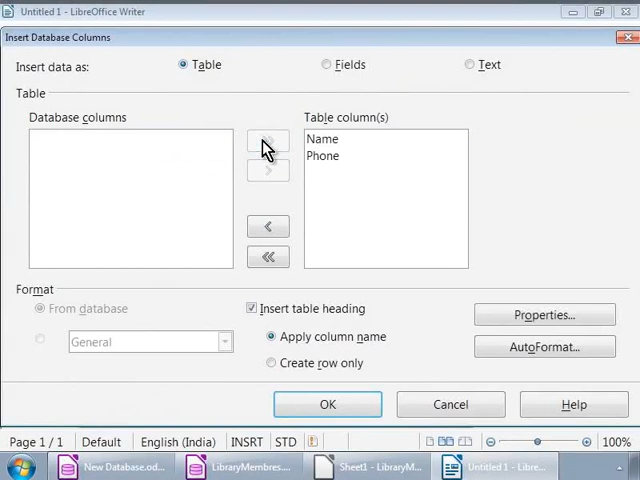 Untitled 1 - LibreOffice Writer
Insert Database Columns
Insert data as: Table Fields Text
Table
Database columns Table column(s)
Name
Phone
Format
From database Insert table heading Properties...
General Apply column name AutoFormat...
Create row only
OK Cancel Help
Page 1 / 1 Default English (India) INSRT STD 100%
New Database.od... LibraryMembres.... Sheet1 - LibraryM... Untitled 1 - LibreO...